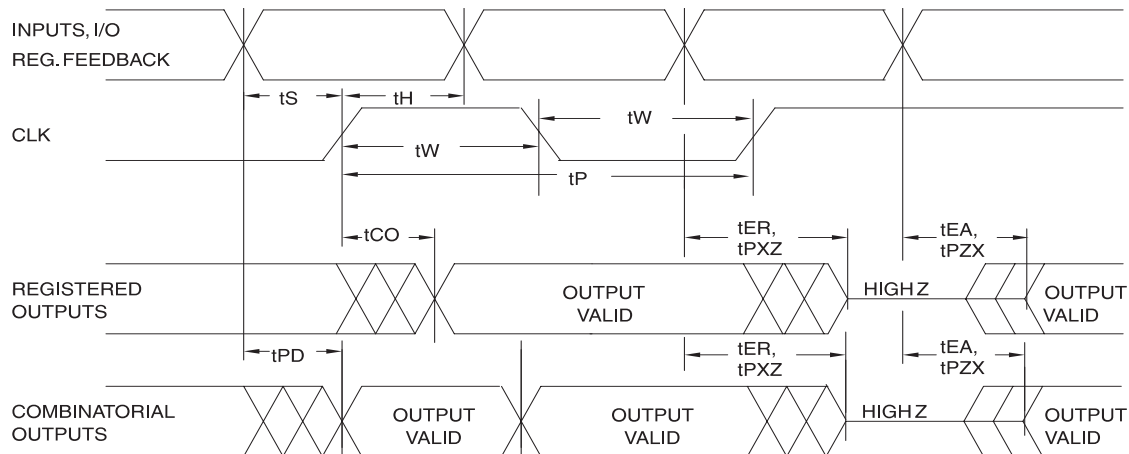 INPUTS, I/O
REG. FEEDBACK
tS
tH
CLK
tW
tW
tP
tCO
tER,
tPXZ
tEA,
tPZX
REGISTERED
OUTPUTS
OUTPUT
VALID
HIGH Z
OUTPUT
VALID
tPD
tER,
tPXZ
tEA,
tPZX
COMBINATORIAL
OUTPUTS
OUTPUT
VALID
OUTPUT
VALID
HIGH Z
OUTPUT
VALID